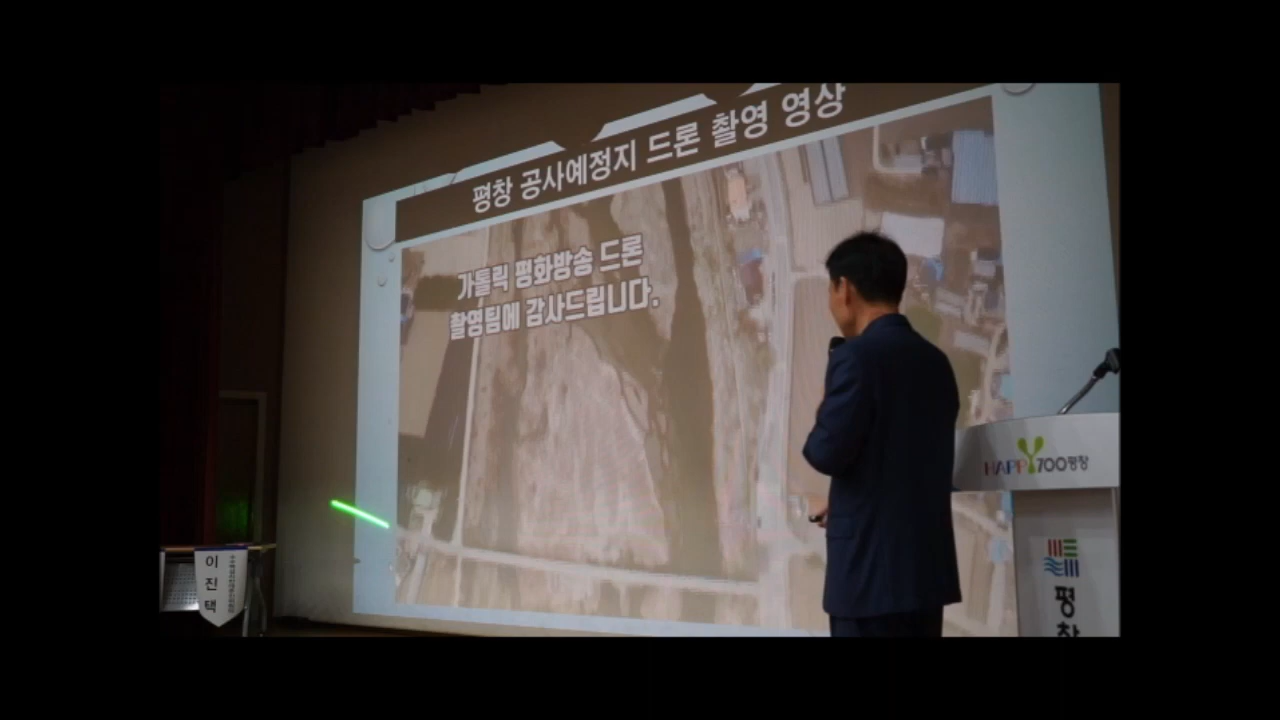 평창 공사예정지 드론 촬영 영상
가톨릭 평화방송 드론
촬영팀에 감사드립니다.
HAPPY700평창
평창
이진택